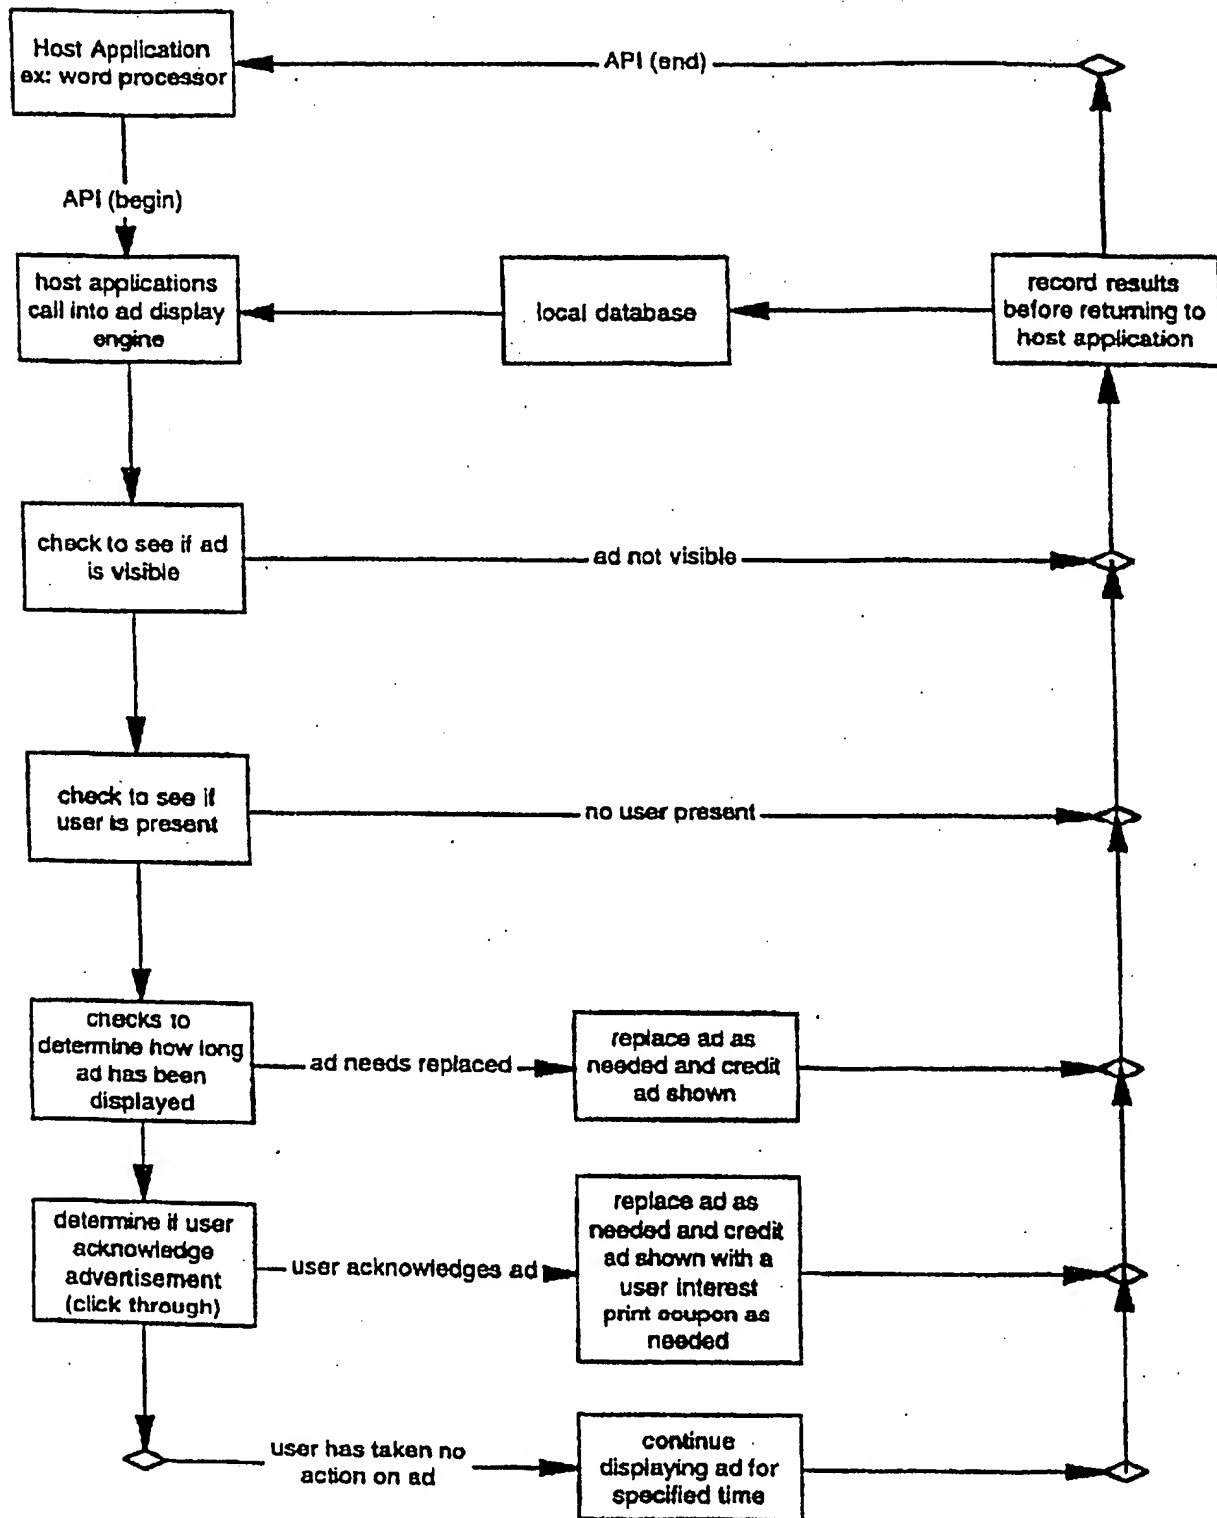 Host Application
ex: word processor
API (end)
API (begin)
host applications
call into ad display
engine
local database
record results
before returning to
host application
check to see if ad
is visible
ad not visible
check to see if
user is present
no user present
checks to
determine how long
ad has been
displayed
ad needs replaced
replace ad as
needed and credit
ad shown
determine if user
acknowledge
advertisement
(click through)
user acknowledges ad
replace ad as
needed and credit
ad shown with a
user interest
print coupon as
needed
user has taken no
action on ad
continue
displaying ad for
specified time